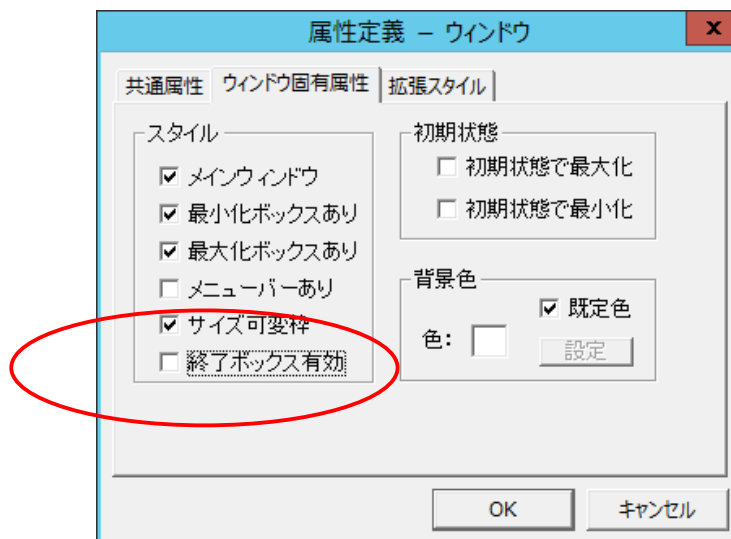 属性定義 － ウィンドウ
x
共通属性 ウィンドウ固有属性 拡張スタイル
スタイル
メインウィンドウ
最小化ボックスあり
最大化ボックスあり
メニューバーあり
サイズ可変枠
終了ボックス有効
初期状態
初期状態で最大化
初期状態で最小化
背景色
既定色
色:
設定
OK キャンセル